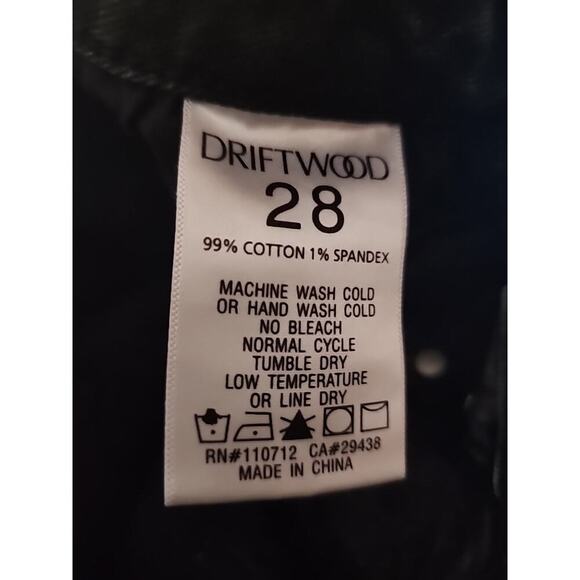 DRIFTWOOD
28
99% COTTON 1% SPANDEX
MACHINE WASH COLD
OR HAND WASH COLD
NO BLEACH
NORMAL CYCLE
TUMBLE DRY
LOW TEMPERATURE
OR LINE DRY
RN#110712 CA#29438
MADE IN CHINA